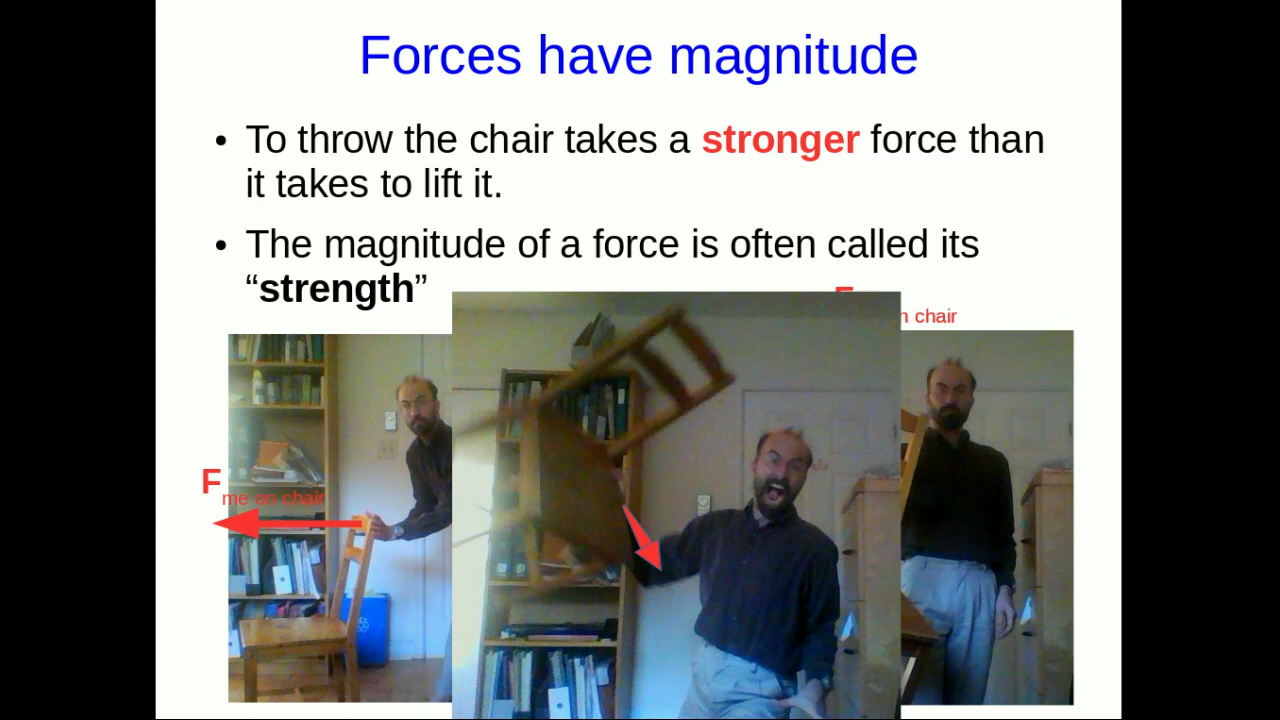 Forces have magnitude
• To throw the chair takes a stronger force than
it takes to lift it.
• The magnitude of a force is often called its
“strength”
F
chair
F
me on chair